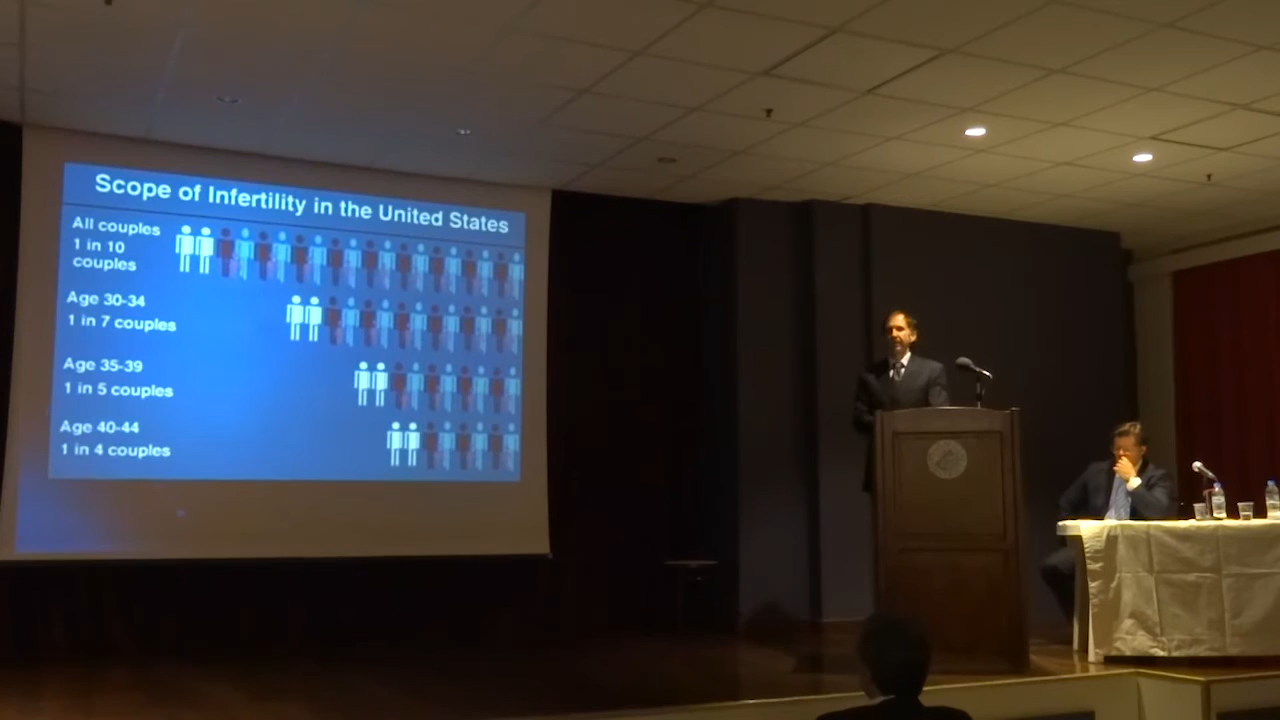 Scope of Infertility in the United States
All couples
1 in 10
couples
Age 30-34
1 in 7 couples
Age 35-39
1 in 5 couples
Age 40-44
1 in 4 couples